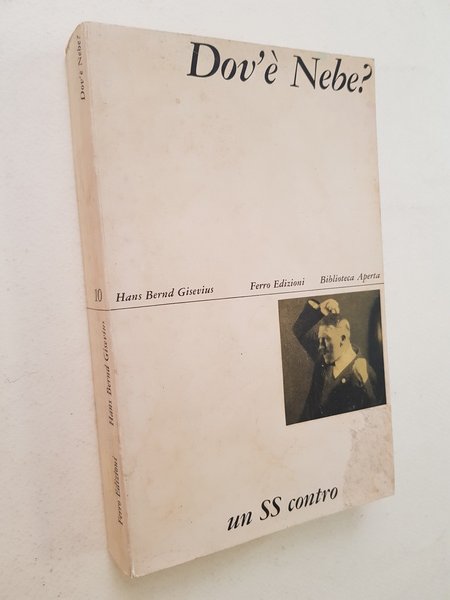 Dov'è Nebe?
Hans Bernd Gisevius
Ferro Edizioni
Biblioteca Aperta
un SS contro
Dov'è Nebe?
10
Hans Bernd Gisevius
Ferro Edizioni